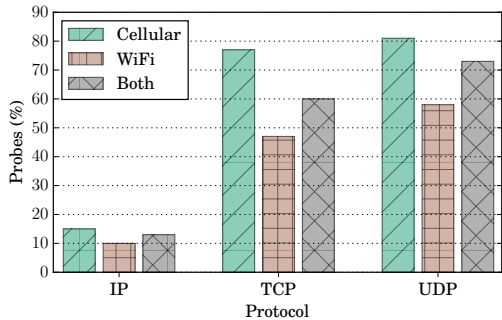 90
80
70
60
50
40
30
20
10
0
Probes (%)
Cellular
WiFi
Both
IP TCP UDP
Protocol